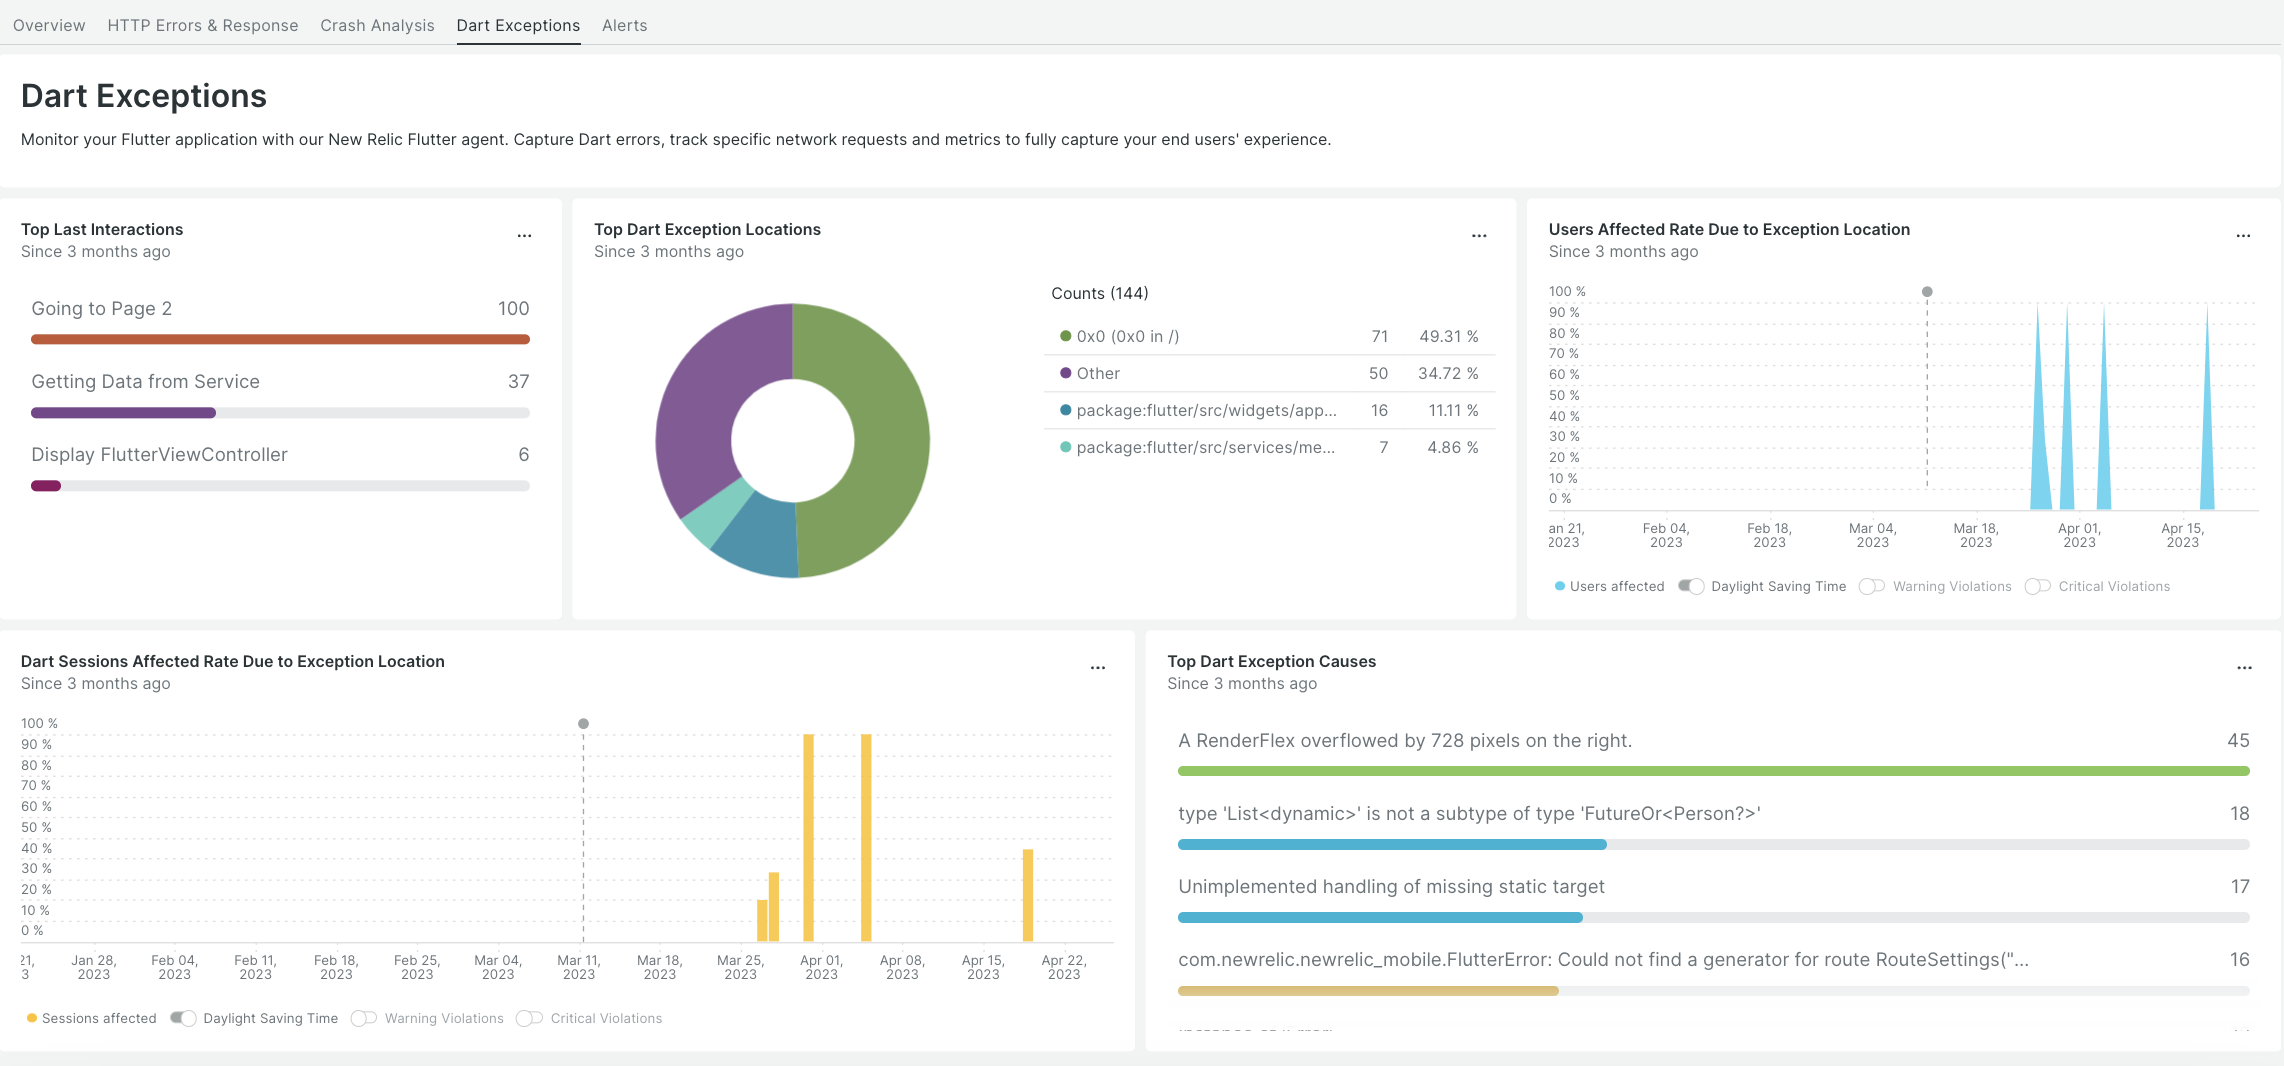 Overview HTTP Errors & Response Crash Analysis Dart Exceptions Alerts
Dart Exceptions
Monitor your Flutter application with our New Relic Flutter agent. Capture Dart errors, track specific network requests and metrics to fully capture your end users' experience.
Top Last Interactions
Since 3 months ago
Going to Page 2 100
Getting Data from Service 37
Display FlutterViewController 6
Top Dart Exception Locations
Since 3 months ago
Counts (144)
0x0 (0x0 in /) 71 49.31 %
Other 50 34.72 %
package:flutter/src/widgets/app... 16 11.11 %
package:flutter/src/services/me... 7 4.86 %
Users Affected Rate Due to Exception Location
Since 3 months ago
100 %
90 %
80 %
70 %
60 %
50 %
40 %
30 %
20 %
10 %
0 %
an 21, Feb 04, Feb 18, Mar 04, Mar 18, Apr 01, Apr 15,
2023 2023 2023 2023 2023 2023 2023
Users affected Daylight Saving Time Warning Violations Critical Violations
Dart Sessions Affected Rate Due to Exception Location
Since 3 months ago
100 %
90 %
80 %
70 %
60 %
50 %
40 %
30 %
20 %
10 %
0 %
21, Jan 28, Feb 04, Feb 11, Feb 18, Feb 25, Mar 04, Mar 11, Mar 18, Mar 25, Apr 01, Apr 08, Apr 15, Apr 22,
3 2023 2023 2023 2023 2023 2023 2023 2023 2023 2023 2023 2023 2023
Sessions affected Daylight Saving Time Warning Violations Critical Violations
Top Dart Exception Causes
Since 3 months ago
A RenderFlex overflowed by 728 pixels on the right. 45
type 'List<dynamic>' is not a subtype of type 'FutureOr<Person?>' 18
Unimplemented handling of missing static target 17
com.newrelic.newrelic_mobile.FlutterError: Could not find a generator for route RouteSettings("... 16